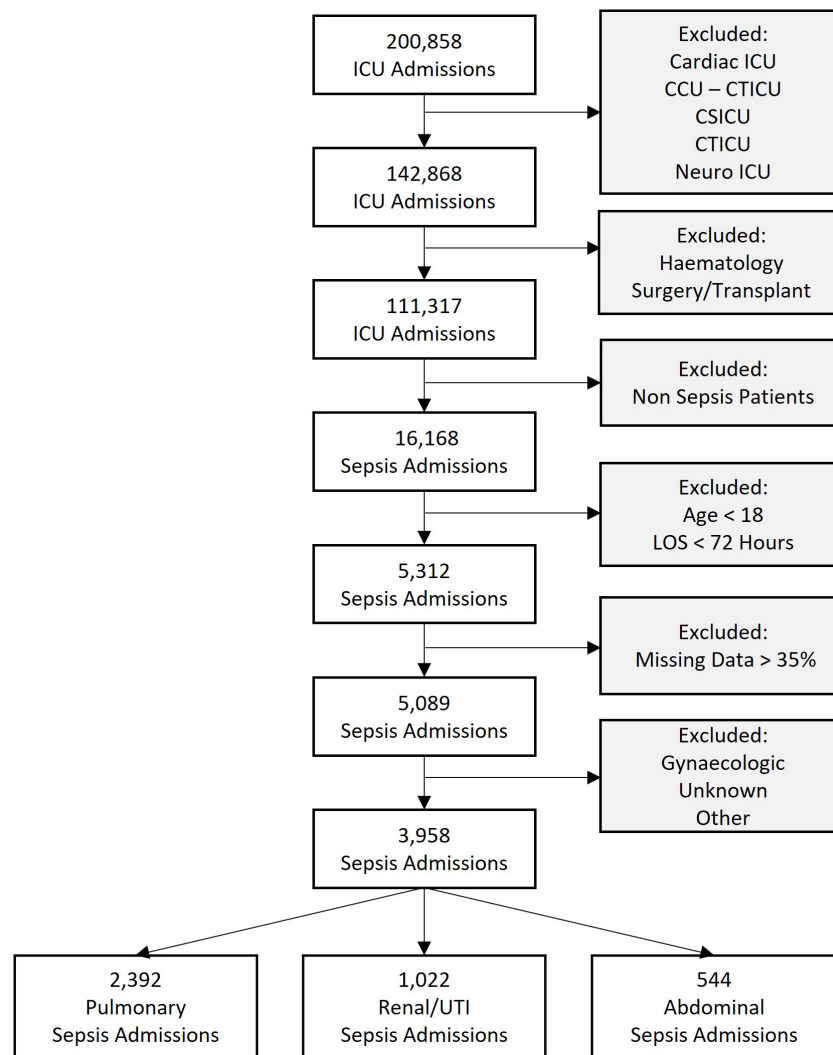 200,858
ICU Admissions
Excluded:
Cardiac ICU
CCU – CTICU
CSICU
CTICU
Neuro ICU
142,868
ICU Admissions
Excluded:
Haematology
Surgery/Transplant
111,317
ICU Admissions
Excluded:
Non Sepsis Patients
16,168
Sepsis Admissions
Excluded:
Age < 18
LOS < 72 Hours
5,312
Sepsis Admissions
Excluded:
Missing Data > 35%
5,089
Sepsis Admissions
Excluded:
Gynaecologic
Unknown
Other
3,958
Sepsis Admissions
2,392
Pulmonary
Sepsis Admissions
1,022
Renal/UTI
Sepsis Admissions
544
Abdominal
Sepsis Admissions